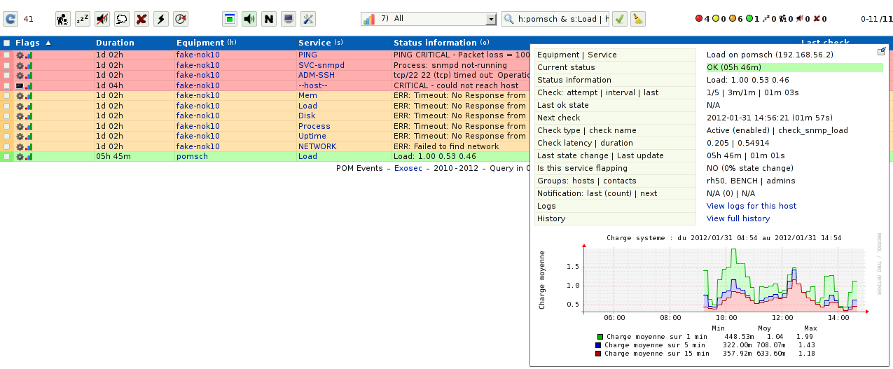 41 7) All h:pomsch & s:Load | h 4 0 6 1 0 0 0 0 0-11/11
Flags ▲ Duration Equipment (h) Service (s) Status information (o) Last check
1d 02h fake-nok10 PING PING CRITICAL - Packet loss = 100
1d 02h fake-nok10 SVC-snmpd Process: snmpd not-running
1d 02h fake-nok10 ADM-SSH tcp/22 22 (tcp) timed out: Operatio
1d 04h fake-nok10 --host-- CRITICAL - could not reach host
1d 02h fake-nok10 Mem ERR: Timeout: No Response from
1d 02h fake-nok10 Load ERR: Timeout: No Response from
1d 02h fake-nok10 Disk ERR: Timeout: No Response from
1d 02h fake-nok10 Process ERR: Timeout: No Response from
1d 02h fake-nok10 Uptime ERR: Timeout: No Response from
1d 02h fake-nok10 NETWORK ERR: Failed to find network
05h 45m pomsch Load Load: 1.00 0.53 0.46
POM Events - Exosec - 2010-2012 - Query in 0
Equipment | Service Load on pomsch (192.168.56.2)
Current status OK (05h 46m)
Status information Load: 1.00 0.53 0.46
Check: attempt | interval | last 1/5 | 3m/1m | 01m 03s
Last ok state N/A
Next check 2012-01-31 14:56:21 (01m 57s)
Check type | check name Active (enabled) | check_snmp_load
Check latency | duration 0.205 | 0.54914
Last state change | Last update 05h 46m | 01m 01s
Is this service flapping NO (0% state change)
Groups: hosts | contacts rh50, BENCH | admins
Notification: last (count) | next N/A (0) | N/A
Logs View logs for this host
History View full history
Charge systeme : du 2012/01/31 04:54 au 2012/01/31 14:54
Charge moyenne
1.5
1.0
0.5
06:00 08:00 10:00 12:00 14:00
Min Moy Max
Charge moyenne sur 1 min 448.53m 1.04 1.99
Charge moyenne sur 5 min 322.00m 708.07m 1.43
Charge moyenne sur 15 min 357.92m 633.60m 1.18